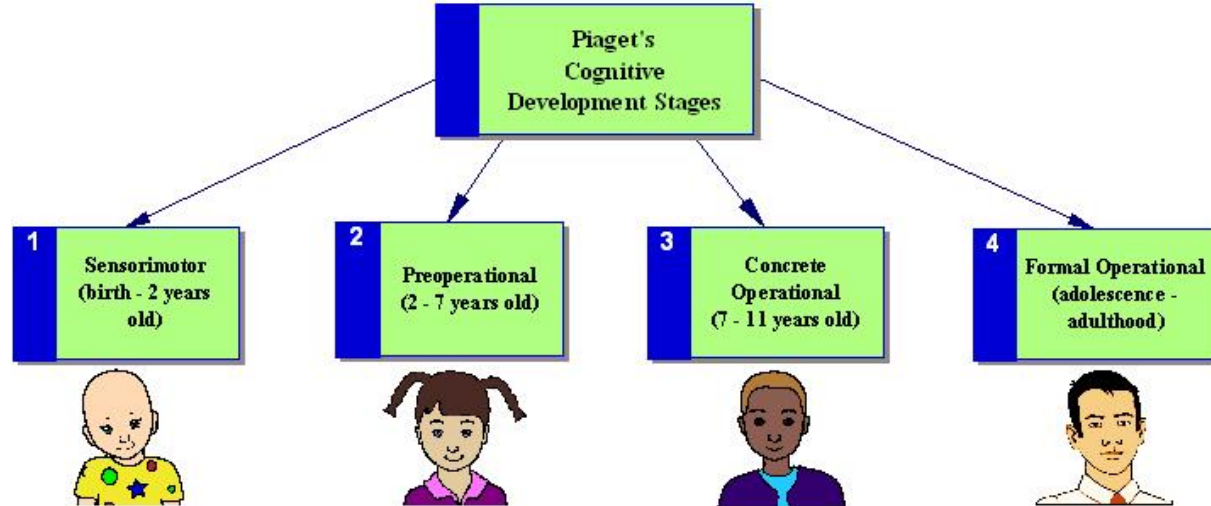 Piaget's
Cognitive
Development Stages
1
Sensorimotor
(birth - 2 years
old)
2
Preoperational
(2 - 7 years old)
3
Concrete
Operational
(7 - 11 years old)
4
Formal Operational
(adolescence -
adulthood)